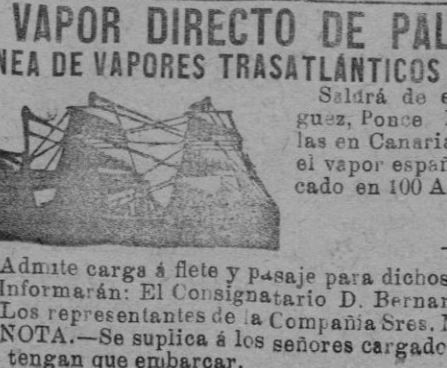 VAPOR DIRECTO DE PAL
NEA DE VAPORES TRASATLÁNTICOS
Saldrá de e
guez, Ponce
las en Canaria
el vapor españ
cado en 100 A
Admite carga á flete y pasaje para dichos
Informarán: El Consignatario D. Bernar
Los representantes de la Compañia Sres.
NOTA.—Se suplica á los señores cargado
tengan que embarcar.